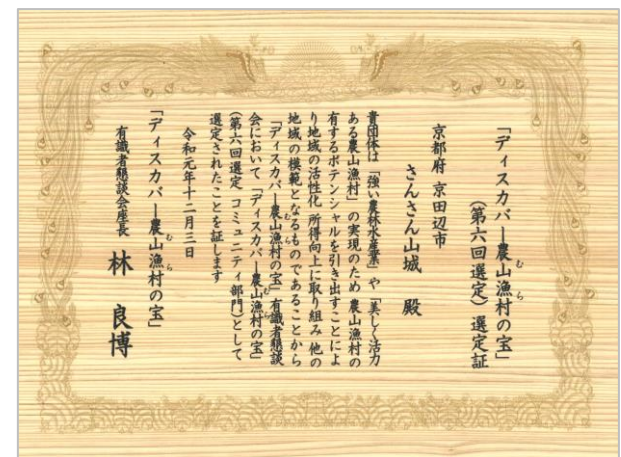 「ディスカバー農山漁村の宝」
(第六回選定) 選定証
京都府 京田辺市
さんさん山城 殿
貴団体は「強い農林水産業」や「美しく活力
ある農山漁村」の実現のため 農山漁村の
有するポテンシャルを引き出すことによ
り地域の活性化 所得向上に取り組み 他の
地域の模範となるものであることから
「ディスカバー農山漁村の宝」有識者懇談
会において「ディスカバー農山漁村の宝」
(第六回選定 コミュニティ部門)として
選定されたことを証します
令和元年十二月三日
「ディスカバー農山漁村の宝」
有識者懇談会座長 林 良博